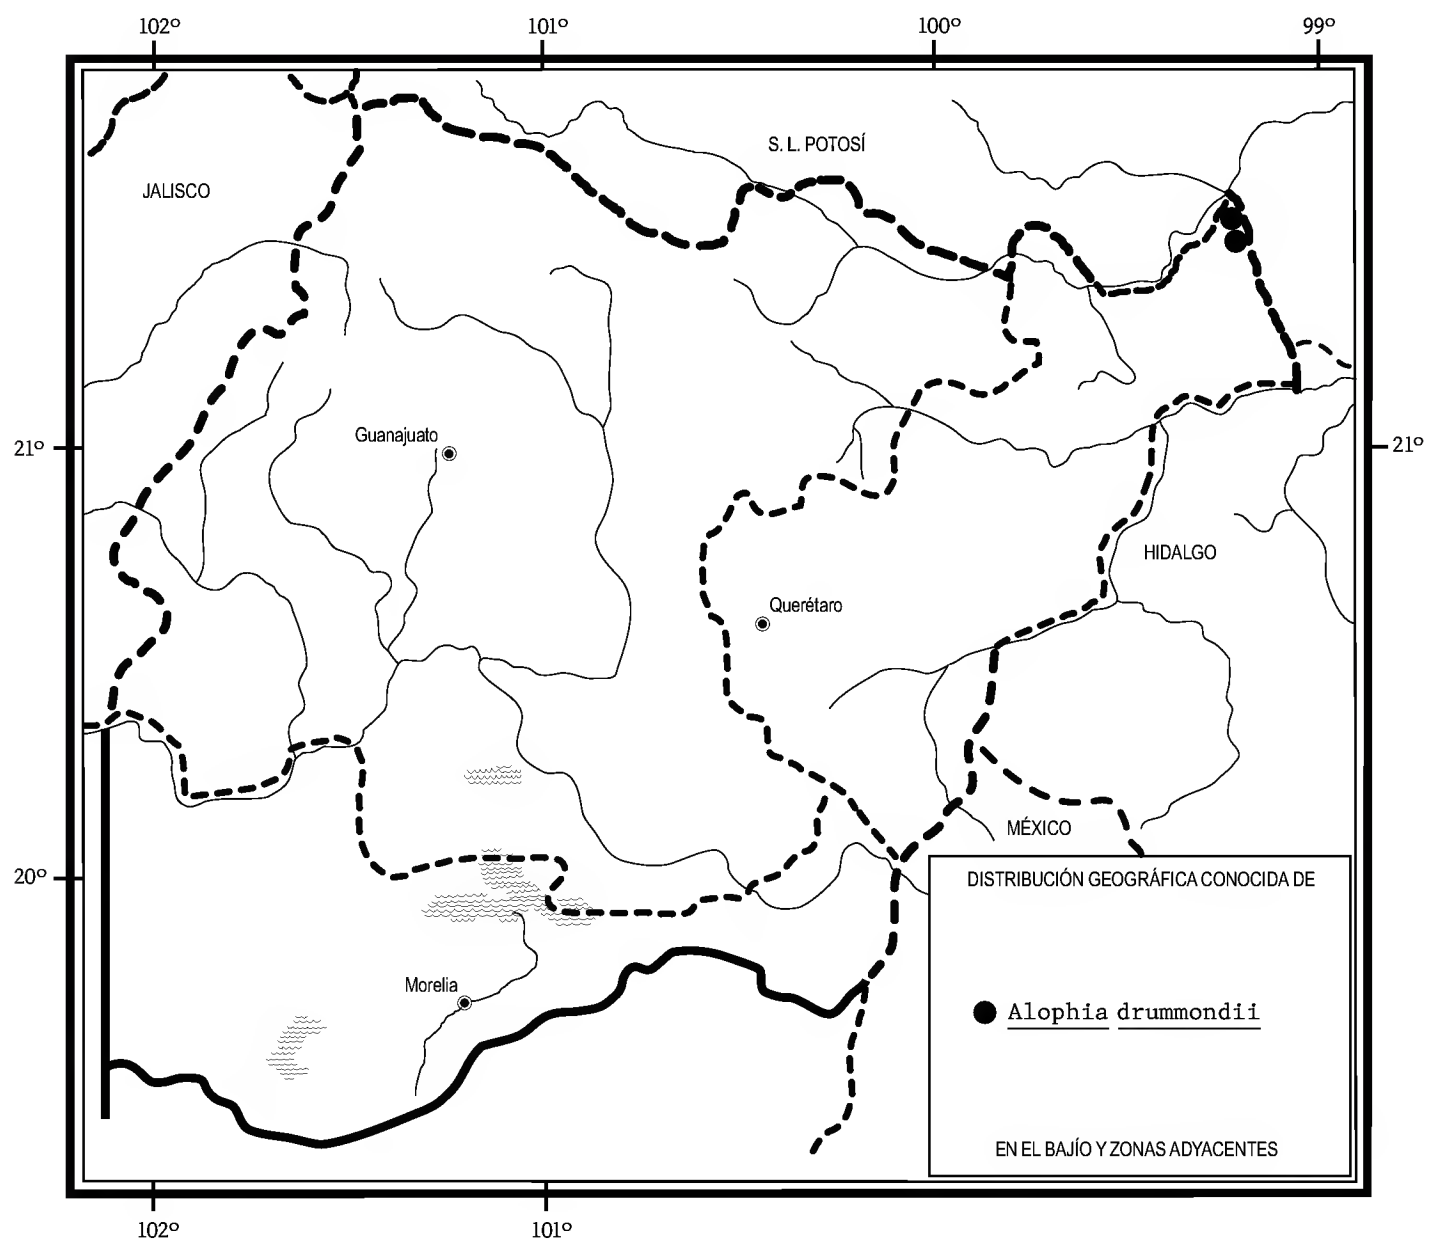 102º 101º 100º 99º
S. L. POTOSÍ
JALISCO
Guanajuato
21º 21º
HIDALGO
Querétaro
MÉXICO
20º
DISTRIBUCIÓN GEOGRÁFICA CONOCIDA DE
Morelia
Alophia drummondii
EN EL BAJÍO Y ZONAS ADYACENTES
102º 101º